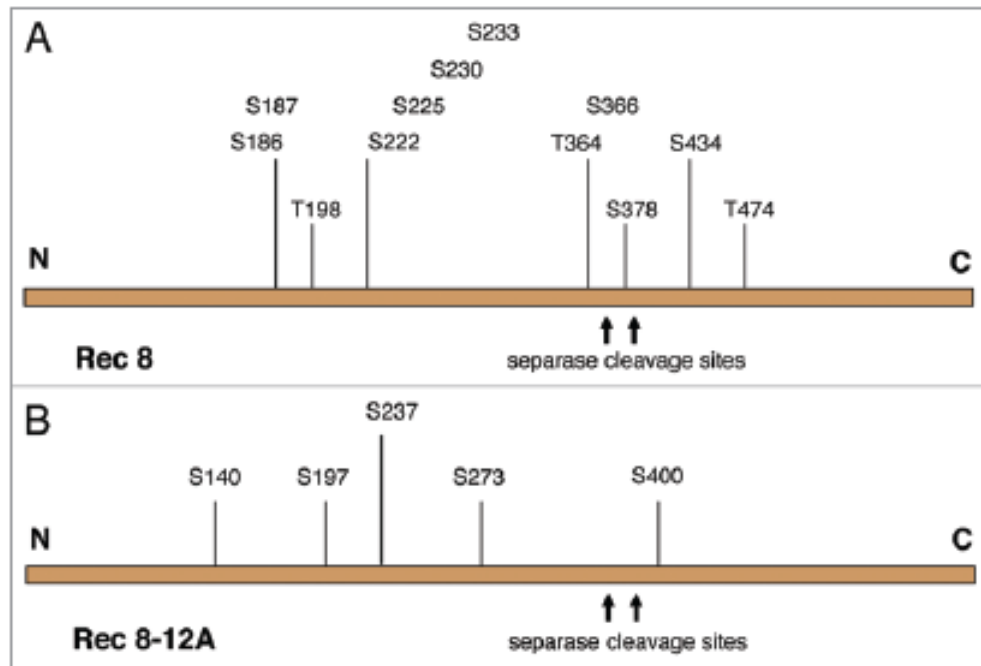 A
S233
S230
S187 S225 S366
S186 S222 T364 S434
T198 S378 T474
N C
Rec 8
separase cleavage sites
B
S237
S140 S197 S273 S400
N C
Rec 8-12A
separase cleavage sites